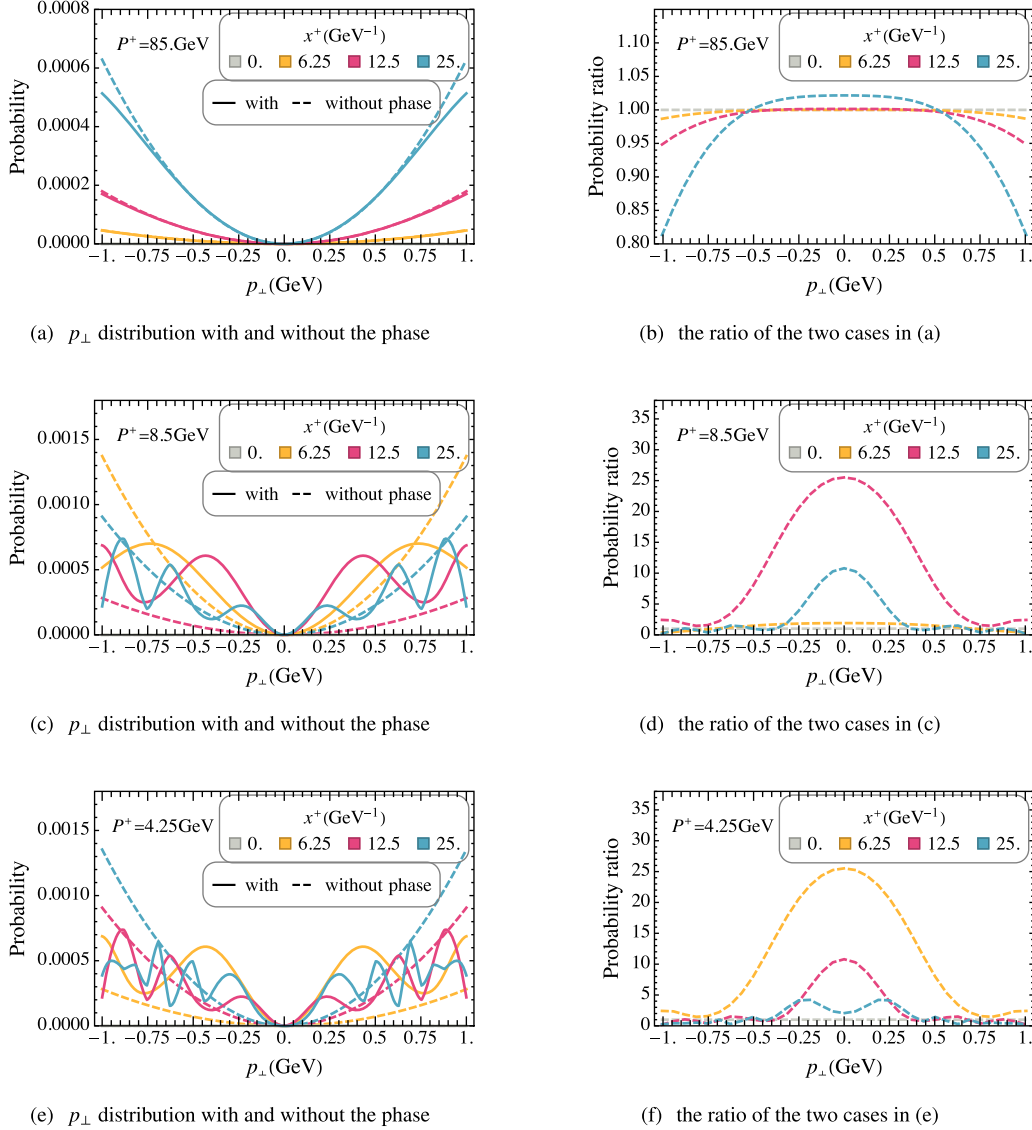 P⁺=85.GeV
x⁺(GeV⁻¹)
0. 6.25 12.5 25.
with without phase
Probability
0.0008
0.0006
0.0004
0.0002
0.0000
−1. −0.75 −0.5 −0.25 0. 0.25 0.5 0.75 1.
p⊥(GeV)
(a) p⊥ distribution with and without the phase
P⁺=85.GeV
x⁺(GeV⁻¹)
0. 6.25 12.5 25.
Probability ratio
1.15
1.10
1.05
1.00
0.95
0.90
0.85
0.80
−1. −0.75 −0.5 −0.25 0. 0.25 0.5 0.75 1.
p⊥(GeV)
(b) the ratio of the two cases in (a)
P⁺=8.5GeV
x⁺(GeV⁻¹)
0. 6.25 12.5 25.
with without phase
Probability
0.0015
0.0010
0.0005
0.0000
−1. −0.75 −0.5 −0.25 0. 0.25 0.5 0.75 1.
p⊥(GeV)
(c) p⊥ distribution with and without the phase
P⁺=8.5GeV
x⁺(GeV⁻¹)
0. 6.25 12.5 25.
Probability ratio
35
30
25
20
15
10
5
0
−1. −0.75 −0.5 −0.25 0. 0.25 0.5 0.75 1.
p⊥(GeV)
(d) the ratio of the two cases in (c)
P⁺=4.25GeV
x⁺(GeV⁻¹)
0. 6.25 12.5 25.
with without phase
Probability
0.0015
0.0010
0.0005
0.0000
−1. −0.75 −0.5 −0.25 0. 0.25 0.5 0.75 1.
p⊥(GeV)
(e) p⊥ distribution with and without the phase
P⁺=4.25GeV
x⁺(GeV⁻¹)
0. 6.25 12.5 25.
Probability ratio
35
30
25
20
15
10
5
0
−1. −0.75 −0.5 −0.25 0. 0.25 0.5 0.75 1.
p⊥(GeV)
(f) the ratio of the two cases in (e)